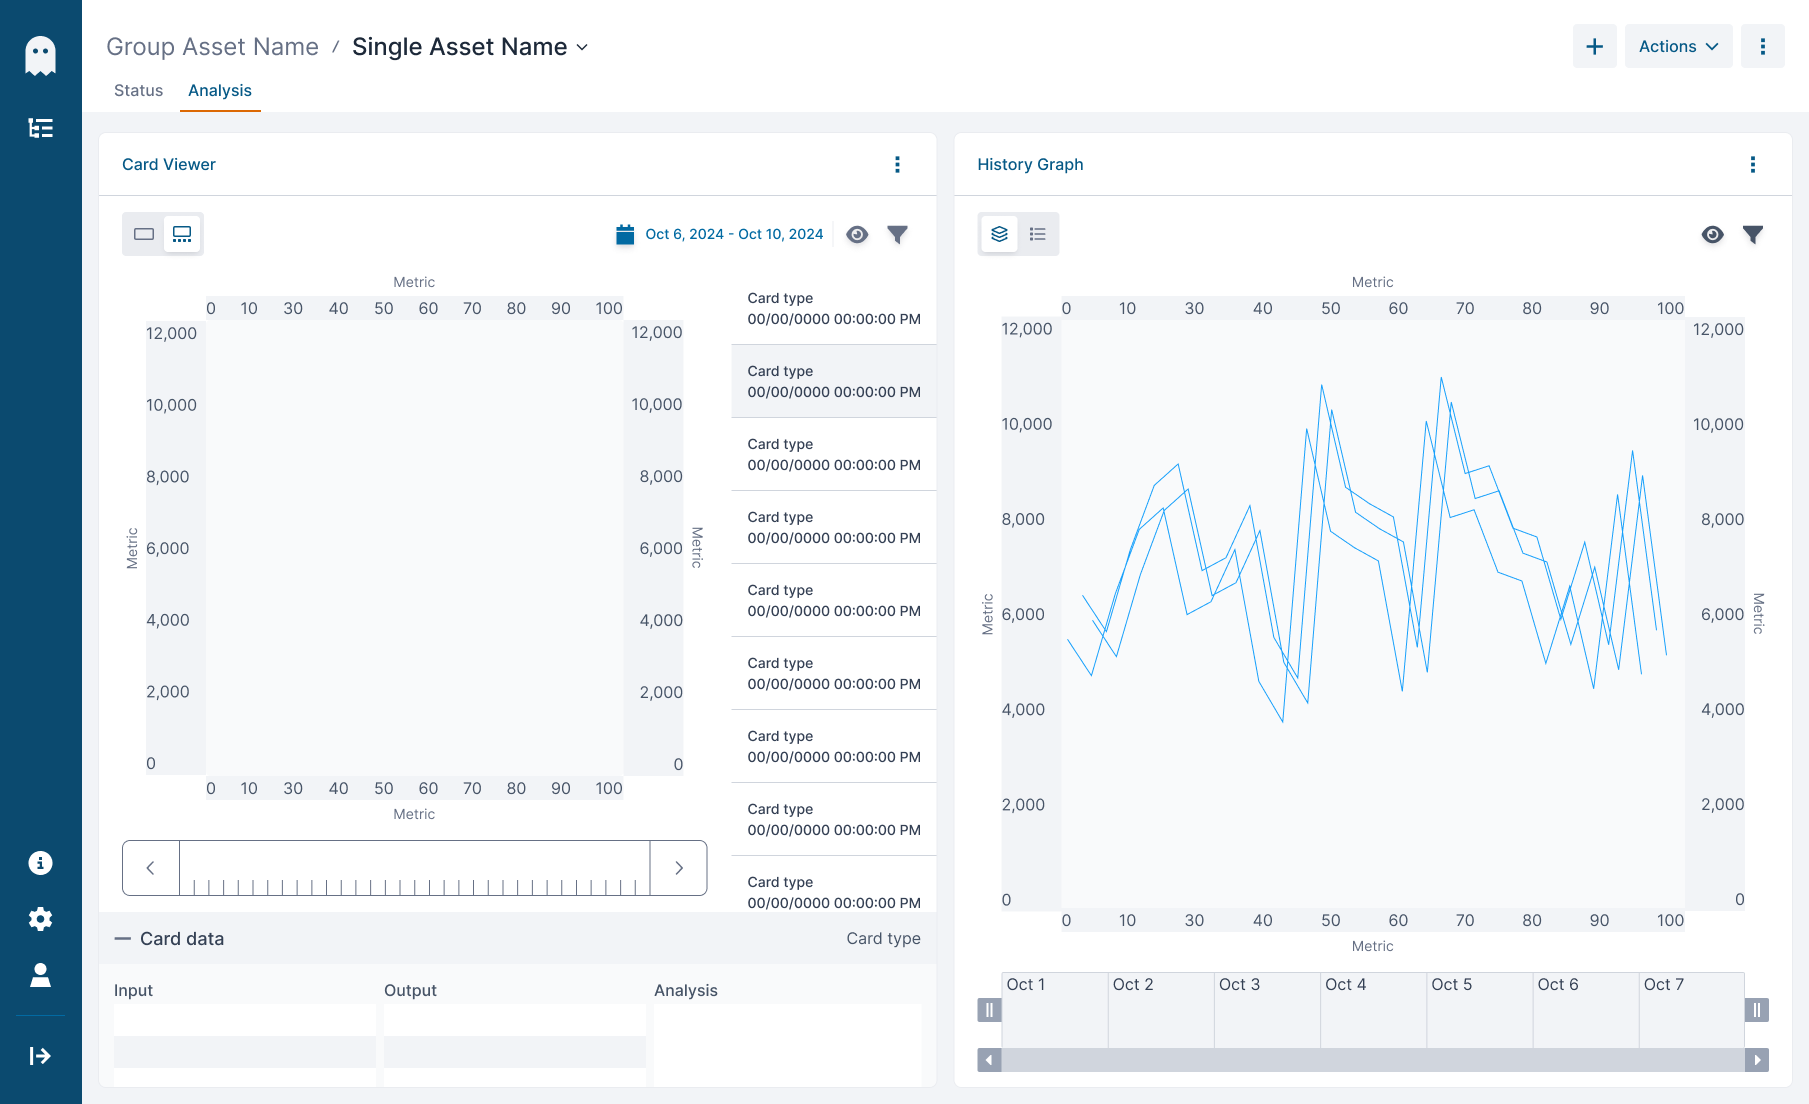 Group Asset Name / Single Asset Name
Actions
Status Analysis
Card Viewer
Oct 6, 2024 - Oct 10, 2024
Metric
0 10 30 40 50 60 70 80 90 100
12,000 12,000
10,000 10,000
8,000 8,000
Metric 6,000 6,000 Metric
4,000 4,000
2,000 2,000
0 0
0 10 30 40 50 60 70 80 90 100
Metric
Card type
00/00/0000 00:00:00 PM
Card type
00/00/0000 00:00:00 PM
Card type
00/00/0000 00:00:00 PM
Card type
00/00/0000 00:00:00 PM
Card type
00/00/0000 00:00:00 PM
Card type
00/00/0000 00:00:00 PM
Card type
00/00/0000 00:00:00 PM
Card type
00/00/0000 00:00:00 PM
Card type
00/00/0000 00:00:00 PM
Card data Card type
Input Output Analysis
History Graph
Metric
0 10 30 40 50 60 70 80 90 100
12,000 12,000
10,000 10,000
8,000 8,000
Metric 6,000 6,000 Metric
4,000 4,000
2,000 2,000
0 0
0 10 30 40 50 60 70 80 90 100
Metric
Oct 1 Oct 2 Oct 3 Oct 4 Oct 5 Oct 6 Oct 7